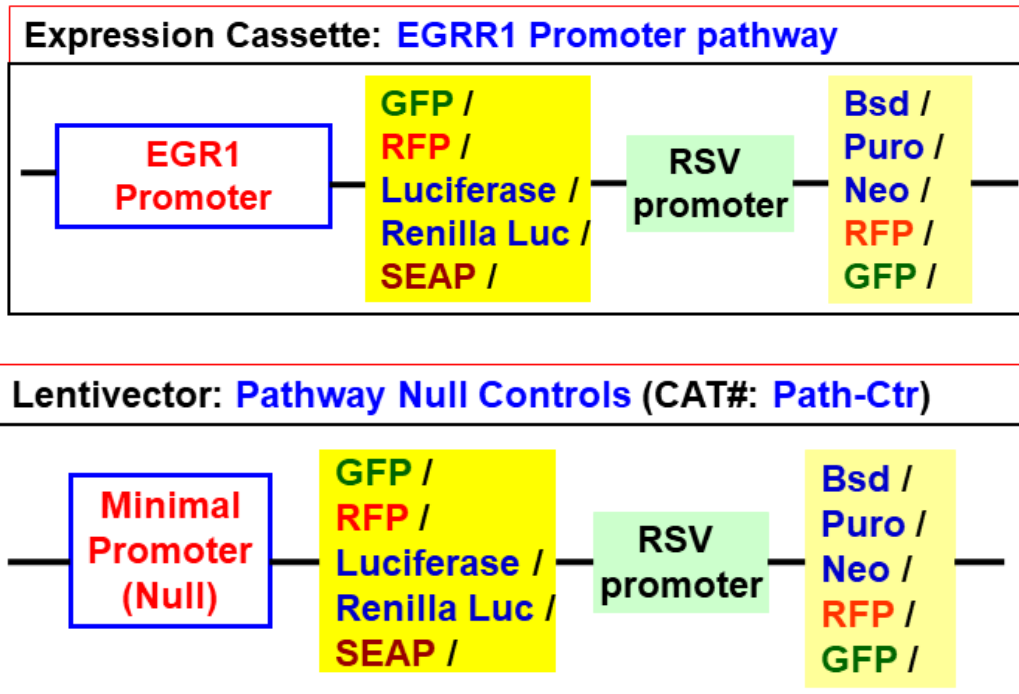 Expression Cassette: EGRR1 Promoter pathway
EGR1
Promoter
GFP /
RFP /
Luciferase /
Renilla Luc /
SEAP /
RSV
promoter
Bsd /
Puro /
Neo /
RFP /
GFP /
Lentivector: Pathway Null Controls (CAT#: Path-Ctr)
Minimal
Promoter
(Null)
GFP /
RFP /
Luciferase /
Renilla Luc /
SEAP /
RSV
promoter
Bsd /
Puro /
Neo /
RFP /
GFP /